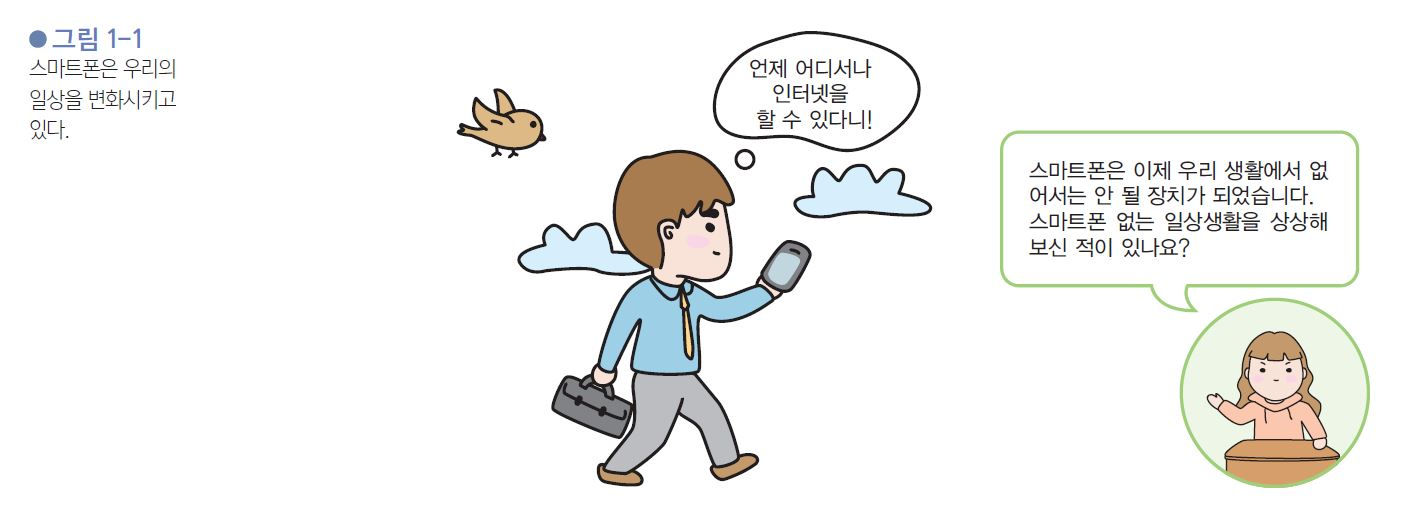 ● 그림 1-1
스마트폰은 우리의
일상을 변화시키고
있다.
언제 어디서나
인터넷을
할 수 있다니!
스마트폰은 이제 우리 생활에서 없
어서는 안 될 장치가 되었습니다.
스마트폰 없는 일상생활을 상상해
보신 적이 있나요?